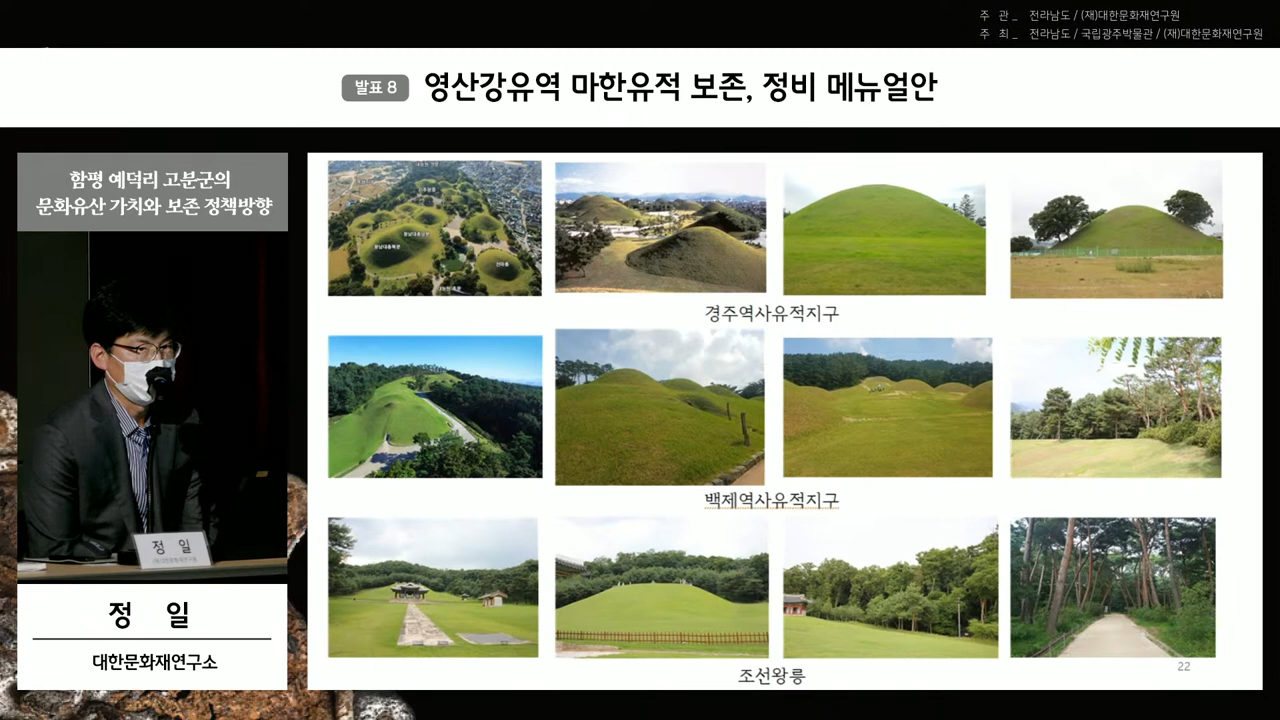 주 관 _ 전라남도 / (재)대한문화재연구원
주 최 _ 전라남도 / 국립광주박물관 / (재)대한문화재연구원
발표 8 영산강유역 마한유적 보존, 정비 메뉴얼안
함평 예덕리 고분군의
문화유산 가치와 보존 정책방향
정 일
정 일
대한문화재연구소
경주역사유적지구
백제역사유적지구
조선왕릉
22